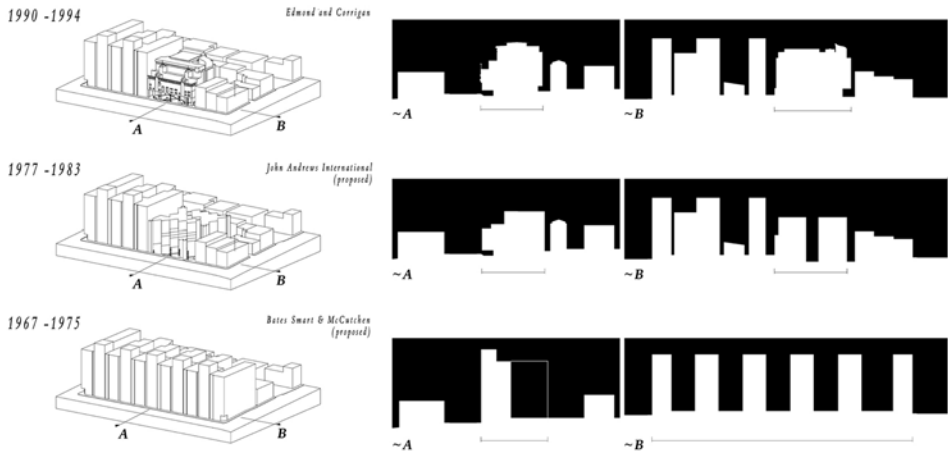 1990 -1994
Edmond and Corrigan
A
B
~A
~B
1977 -1983
John Andrews International
(proposed)
A
B
~A
~B
1967 -1975
Bates Smart & McCutchen
(proposed)
A
B
~A
~B